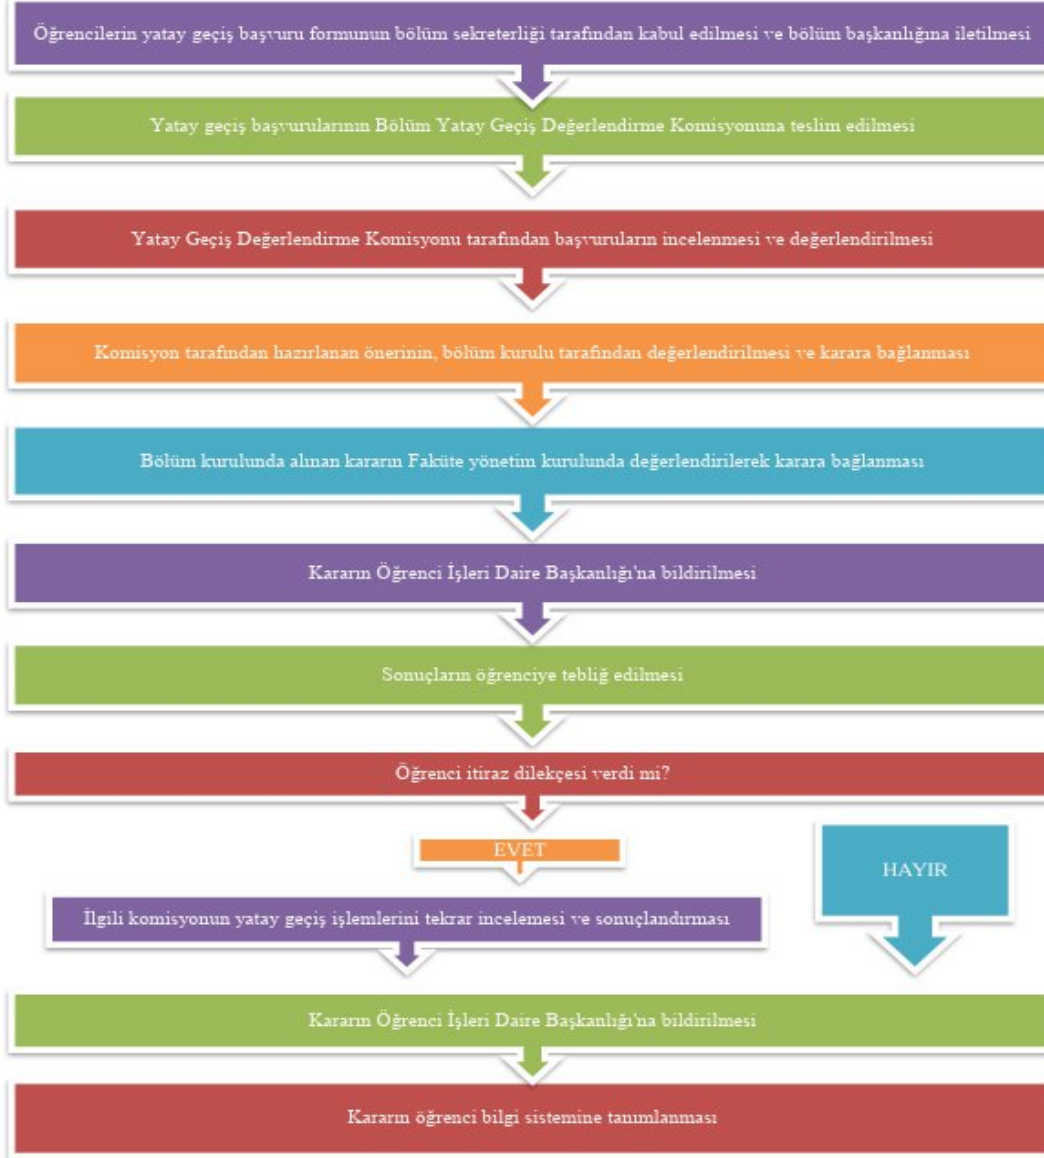 Öğrencilerin yatay geçiş başvuru formunun bölüm sekreterliği tarafından kabul edilmesi ve bölüm başkanlığına iletilmesi
Yatay geçiş başvurularının Bölüm Yatay Geçiş Değerlendirme Komisyonuna teslim edilmesi
Yatay Geçiş Değerlendirme Komisyonu tarafından başvuruların incelenmesi ve değerlendirilmesi
Komisyon tarafından hazırlanan önerinin, bölüm kurulu tarafından değerlendirilmesi ve karara bağlanması
Bölüm kurulunda alınan kararın Faküte yönetim kurulunda değerlendirilerek karara bağlanması
Kararın Öğrenci İşleri Daire Başkanlığı'na bildirilmesi
Sonuçların öğrenciye tebliğ edilmesi
Öğrenci itiraz dilekçesi verdi mi?
EVET
HAYIR
İlgili komisyonun yatay geçiş işlemlerini tekrar incelemesi ve sonuçlandırması
Kararın Öğrenci İşleri Daire Başkanlığı'na bildirilmesi
Kararın öğrenci bilgi sistemine tanımlanması